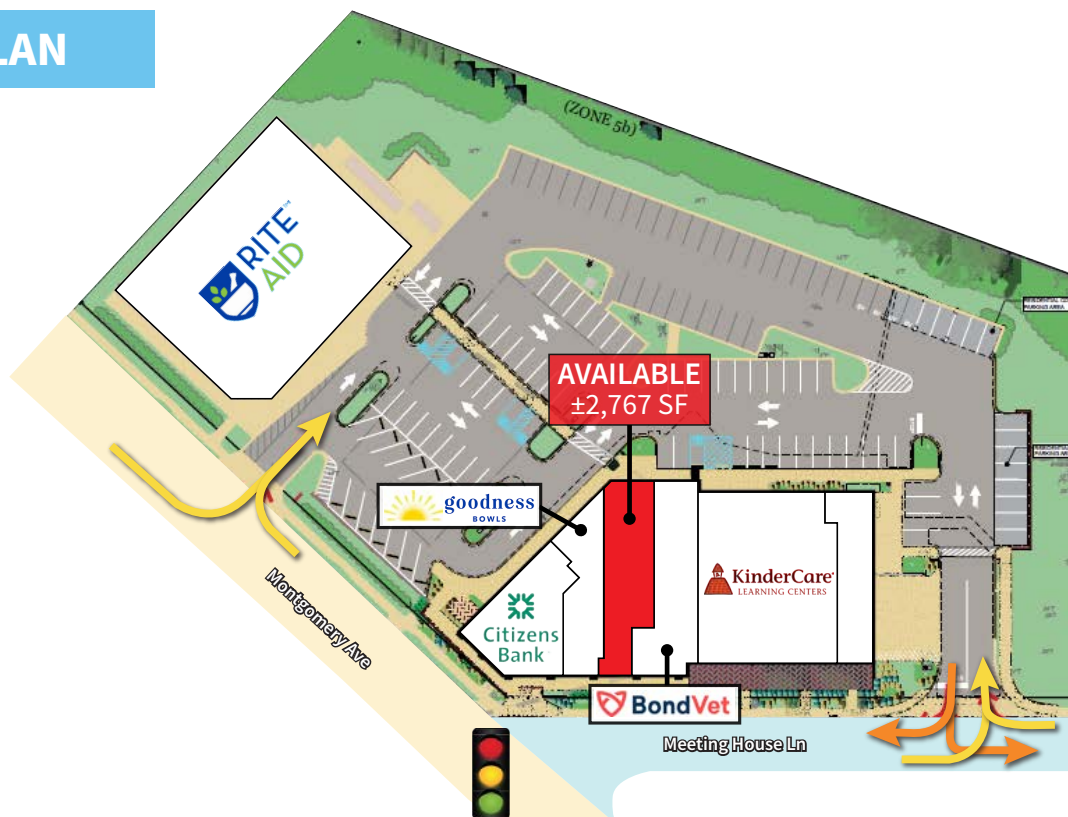 LAN
(ZONE 5b)
RITE
AID
AVAILABLE
±2,767 SF
goodness
BOWLS
KinderCare
LEARNING CENTERS
Citizens
Bank
BondVet
Montgomery Ave
Meeting House Ln